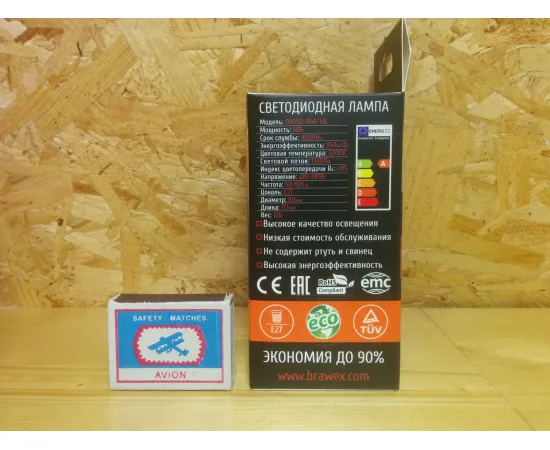 СВЕТОДИОДНАЯ ЛАМПА
Модель:
Мощность:
Срок службы:
Энергоэффективность:
Цветовая температура:
Световой поток:
Индекс цветопередачи
Напряжение:
Частота:
Цоколь: E27
Диаметр:
Длина:
Вес:
Высокое качество освещения
Низкая стоимость обслуживания
Не содержит ртуть и свинец
Высокая энергоэффективность
CE EAC RoHS Compliant emc
E27 eco TÜV
ЭКОНОМИЯ ДО 90%
www.brawex.com
ENERG
A
D
E
SAFETY MATCHES
AVION